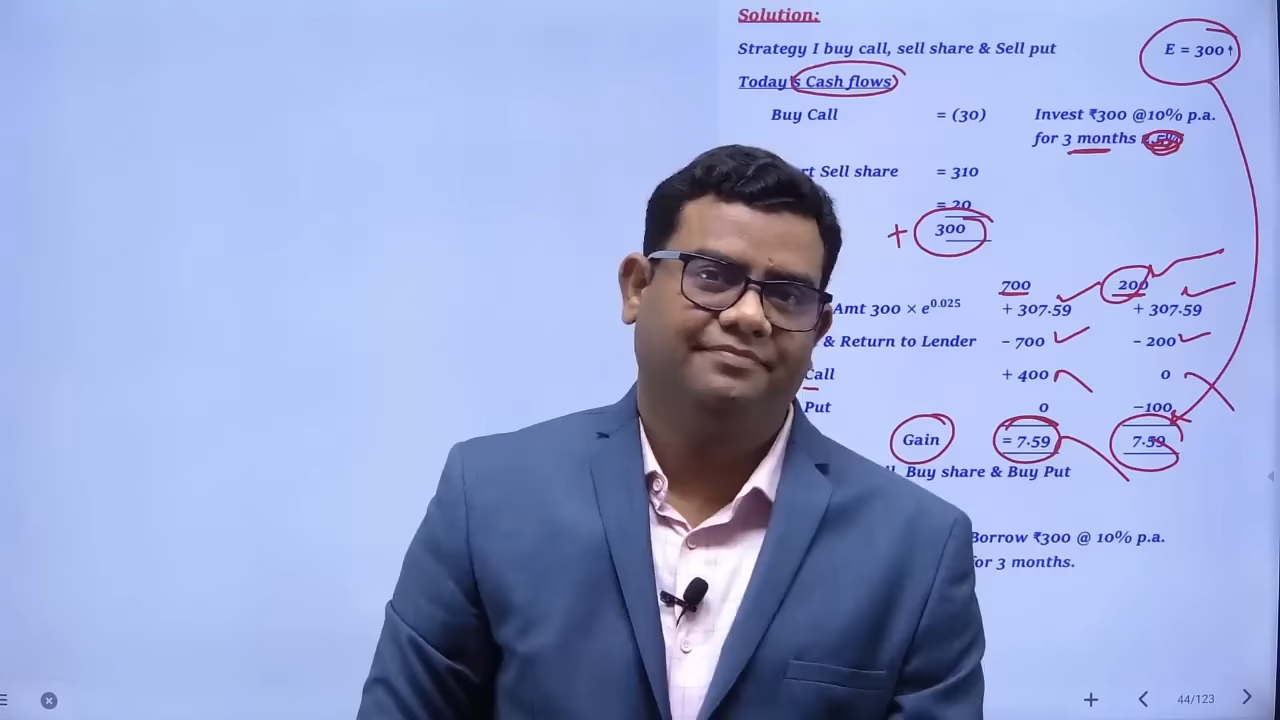 Solution:
Strategy I buy call, sell share & Sell put
E = 300
Today's Cash flows
Buy Call = (30) Invest ₹300 @10% p.a.
for 3 months
Sell share = 310
= 20
+ 300
700 200
Amt 300 × e^0.025 + 307.59 + 307.59
& Return to Lender − 700 − 200
Call + 400 0
Put 0 −100
Gain = 7.59 7.59
Buy share & Buy Put
Borrow ₹300 @ 10% p.a.
for 3 months.
44/123